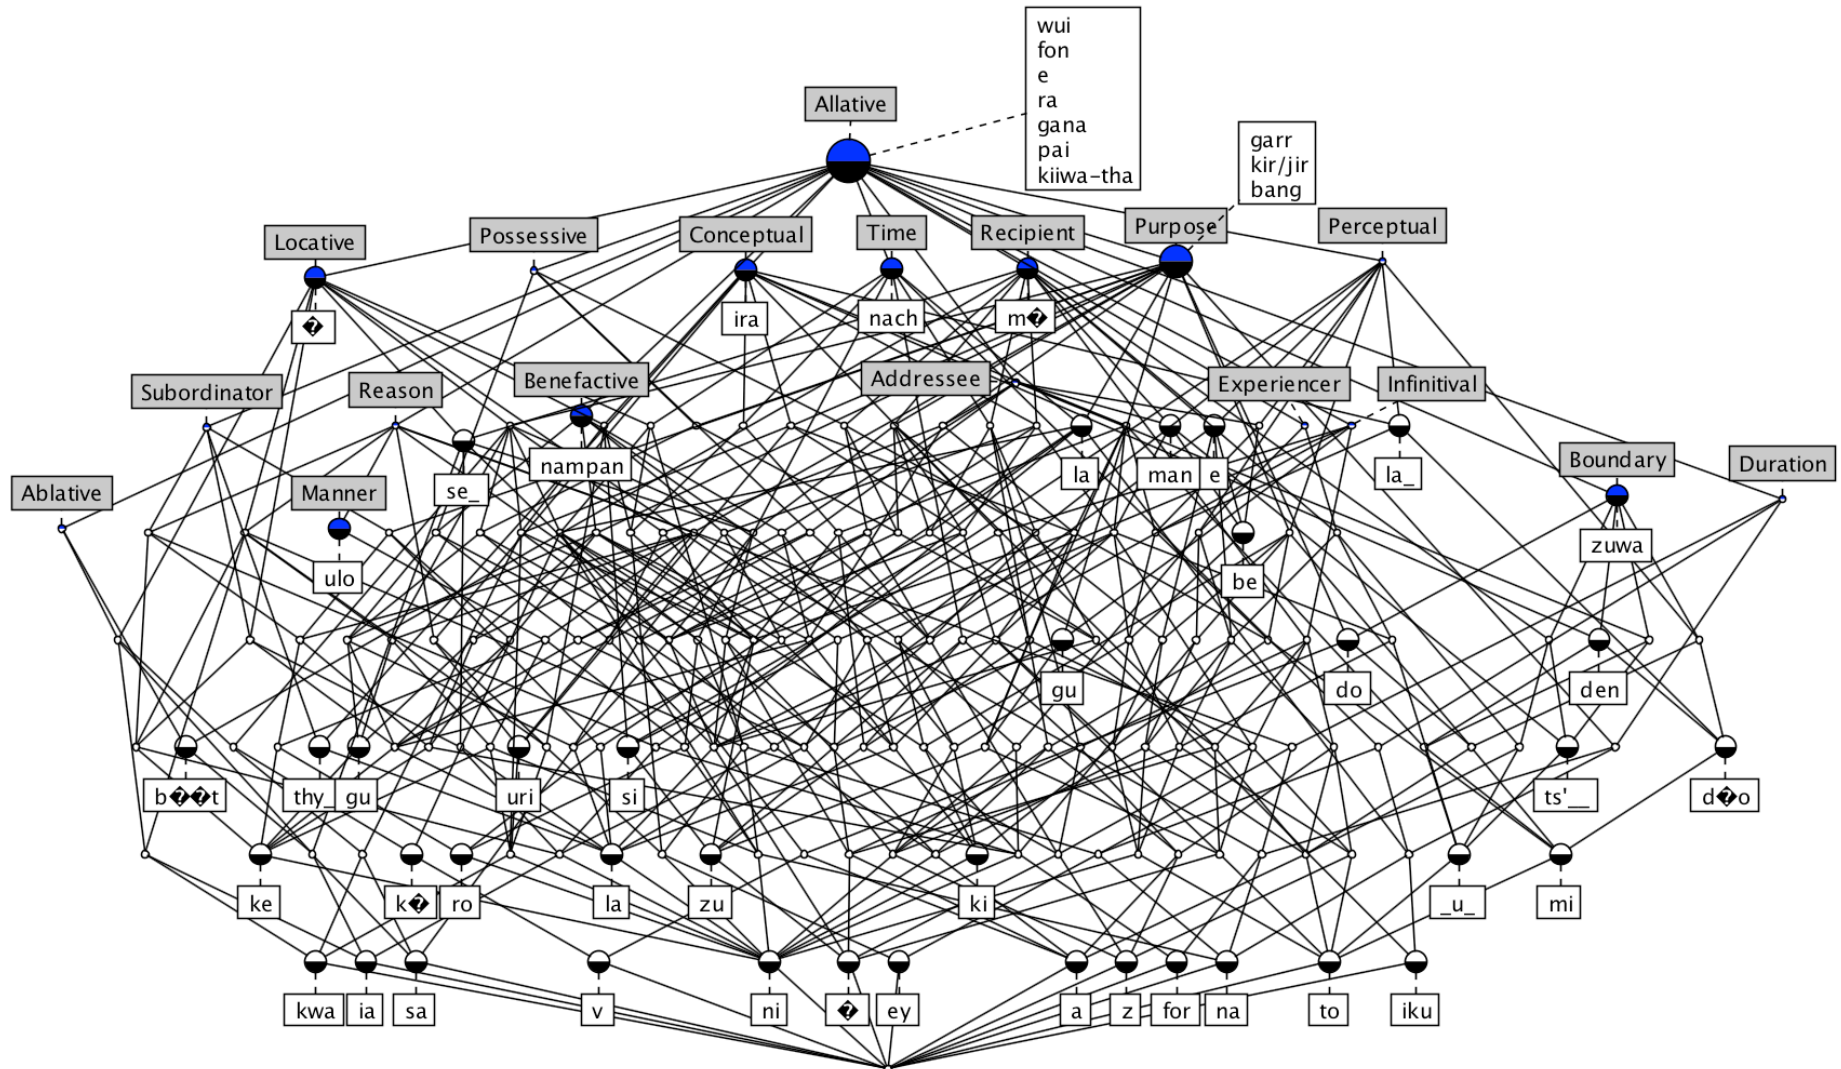 wui
fon
e
ra
gana
pai
kiiwa-tha
Allative
garr
kir/jir
bang
Locative
Possessive
Conceptual
Time
Recipient
Purpose
Perceptual
�
ira
nach
m�
Subordinator
Reason
Benefactive
Addressee
Experiencer
Infinitival
Ablative
Manner
se_
nampan
la
man
e
la_
Boundary
Duration
ulo
be
zuwa
gu
do
den
b��t
thy_
gu
uri
si
ts'__
d�o
ke
k�
ro
la
zu
ki
_u_
mi
kwa
ia
sa
v
ni
�
ey
a
z
for
na
to
iku